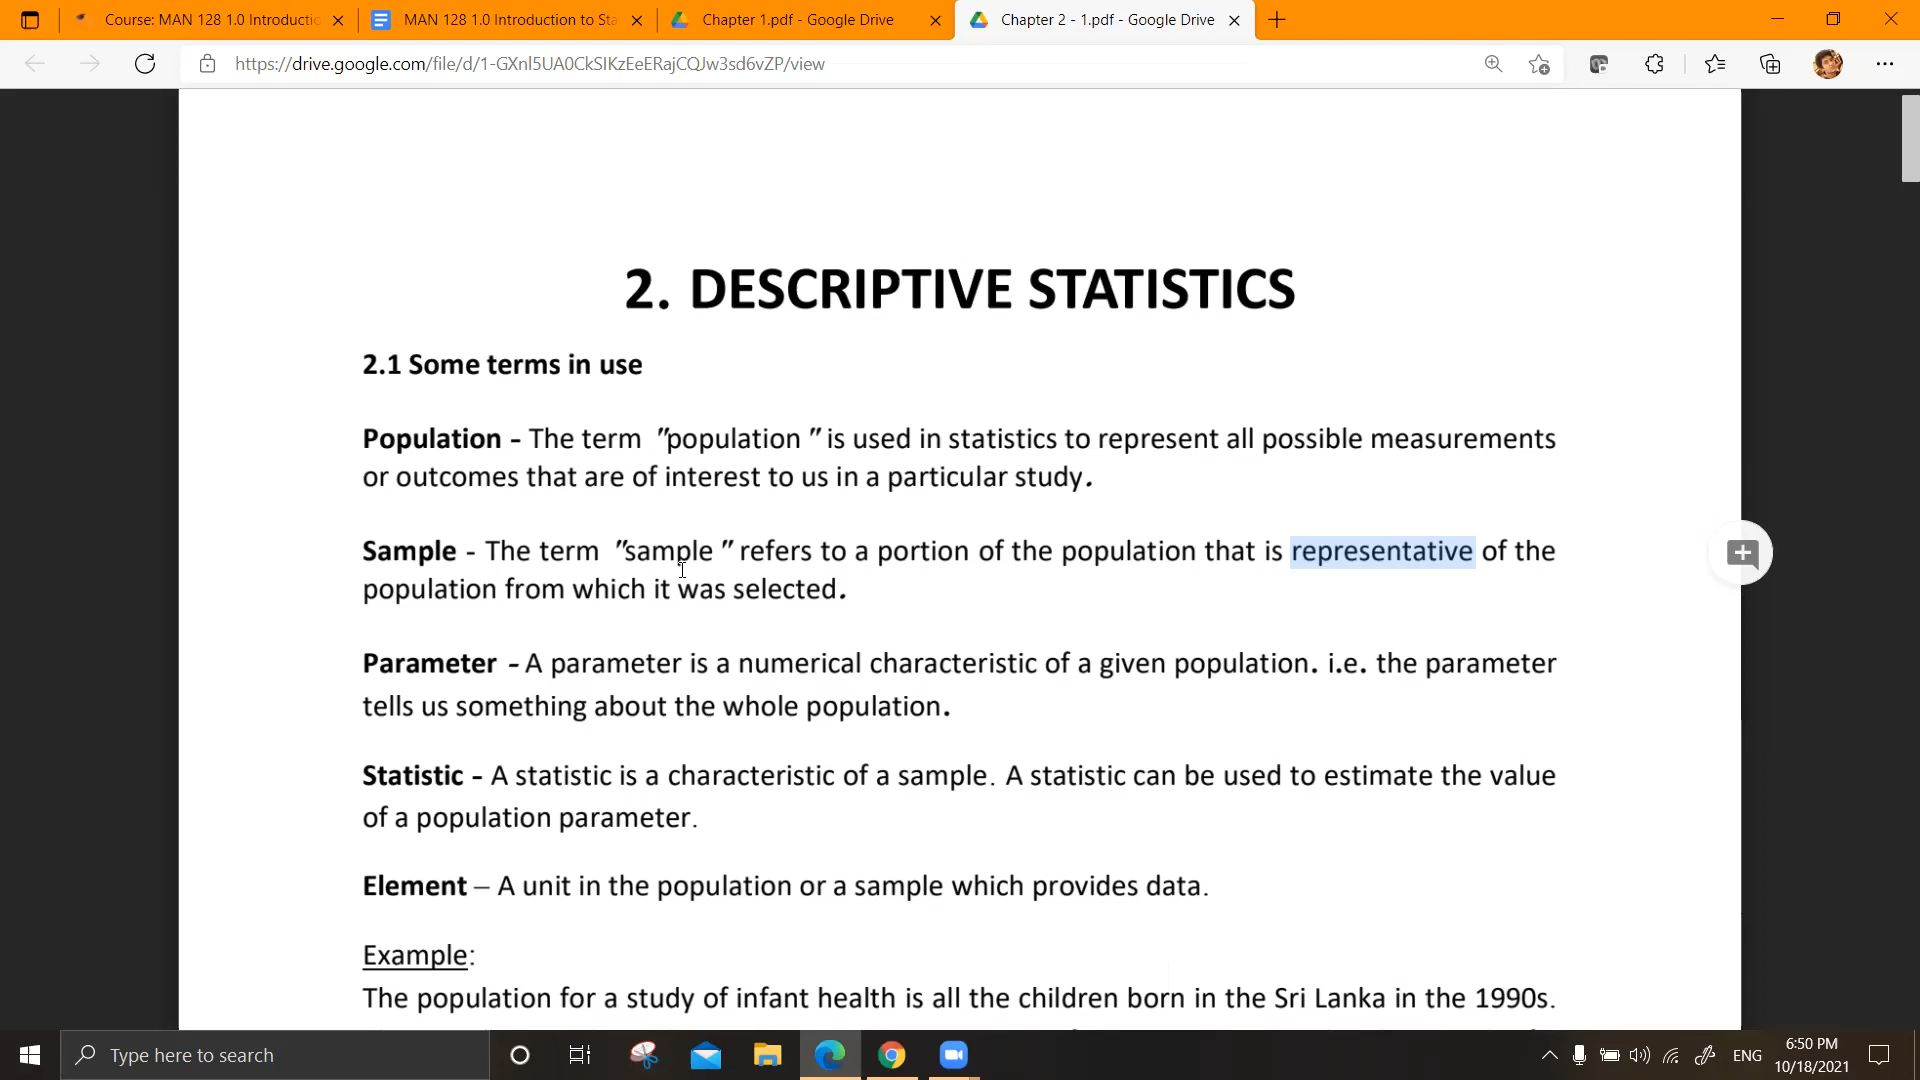 Course: MAN 128 1.0 Introductio
MAN 128 1.0 Introduction to Sta
Chapter 1.pdf - Google Drive
Chapter 2 - 1.pdf - Google Drive
https://drive.google.com/file/d/1-GXnl5UA0CkSIKzEeERajCQJw3sd6vZP/view
2. DESCRIPTIVE STATISTICS
2.1 Some terms in use
Population - The term "population " is used in statistics to represent all possible measurements
or outcomes that are of interest to us in a particular study.
Sample - The term "sample " refers to a portion of the population that is representative of the
population from which it was selected.
Parameter - A parameter is a numerical characteristic of a given population. i.e. the parameter
tells us something about the whole population.
Statistic - A statistic is a characteristic of a sample. A statistic can be used to estimate the value
of a population parameter.
Element – A unit in the population or a sample which provides data.
Example:
The population for a study of infant health is all the children born in the Sri Lanka in the 1990s.
Type here to search
ENG
6:50 PM
10/18/2021